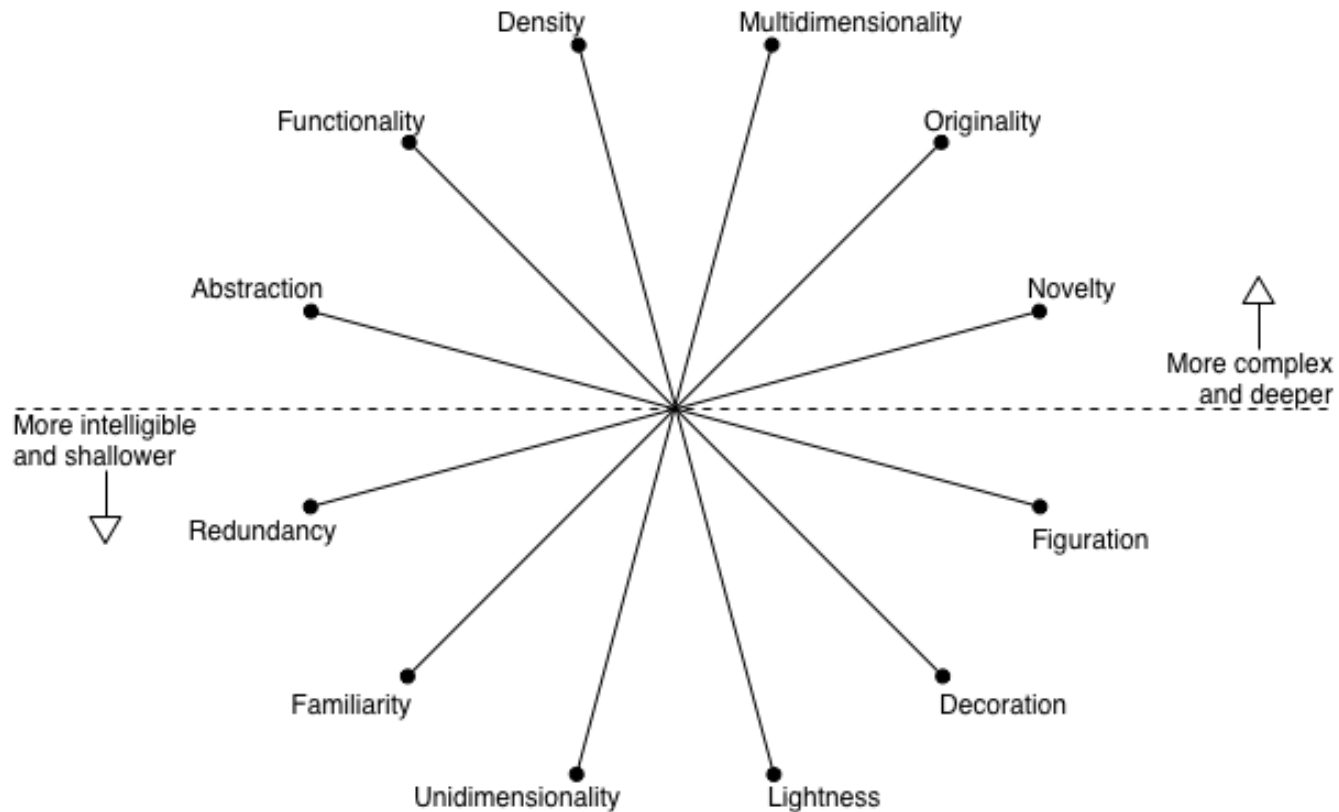 Density
Multidimensionality
Functionality
Originality
Abstraction
Novelty
More complex
and deeper
More intelligible
and shallower
Redundancy
Figuration
Familiarity
Decoration
Unidimensionality
Lightness